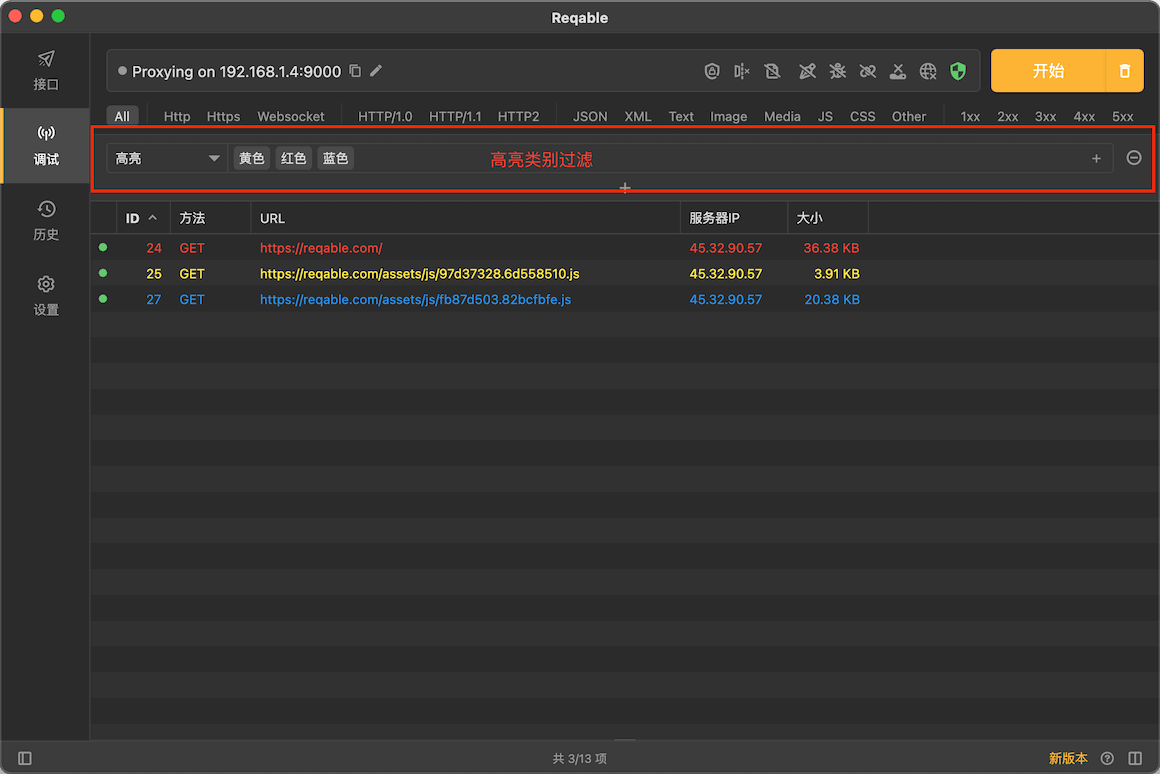 Reqable
接口
调试
历史
设置
Proxying on 192.168.1.4:9000
开始
All Http Https Websocket HTTP/1.0 HTTP/1.1 HTTP2 JSON XML Text Image Media JS CSS Other 1xx 2xx 3xx 4xx 5xx
高亮 黄色 红色 蓝色 高亮类别过滤
ID 方法 URL 服务器IP 大小
24 GET https://reqable.com/ 45.32.90.57 36.38 KB
25 GET https://reqable.com/assets/js/97d37328.6d558510.js 45.32.90.57 3.91 KB
27 GET https://reqable.com/assets/js/fb87d503.82bcfbfe.js 45.32.90.57 20.38 KB
共 3/13 项
新版本